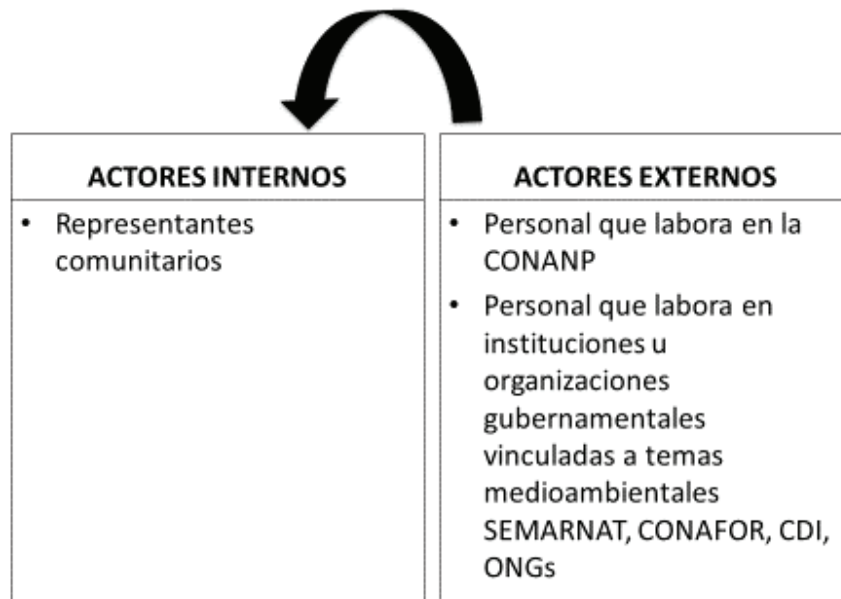 ACTORES INTERNOS
• Representantes
comunitarios
ACTORES EXTERNOS
• Personal que labora en la
CONANP
• Personal que labora en
instituciones u
organizaciones
gubernamentales
vinculadas a temas
medioambientales
SEMARNAT, CONAFOR, CDI,
ONGs